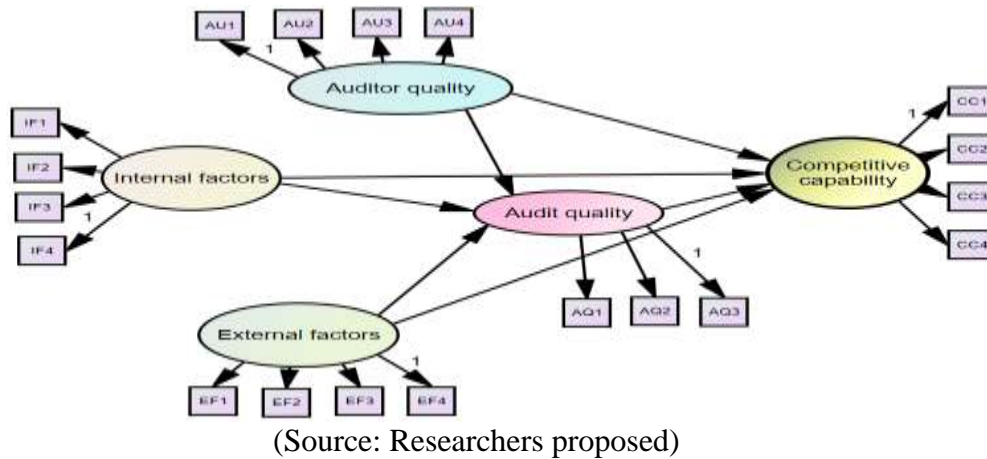 AU1
AU2
AU3
AU4
1
Auditor quality
IF1
IF2
IF3
IF4
1
Internal factors
Audit quality
Competitive
capability
1
CC1
CC2
CC3
CC4
1
AQ1
AQ2
AQ3
External factors
1
EF1
EF2
EF3
EF4
(Source: Researchers proposed)